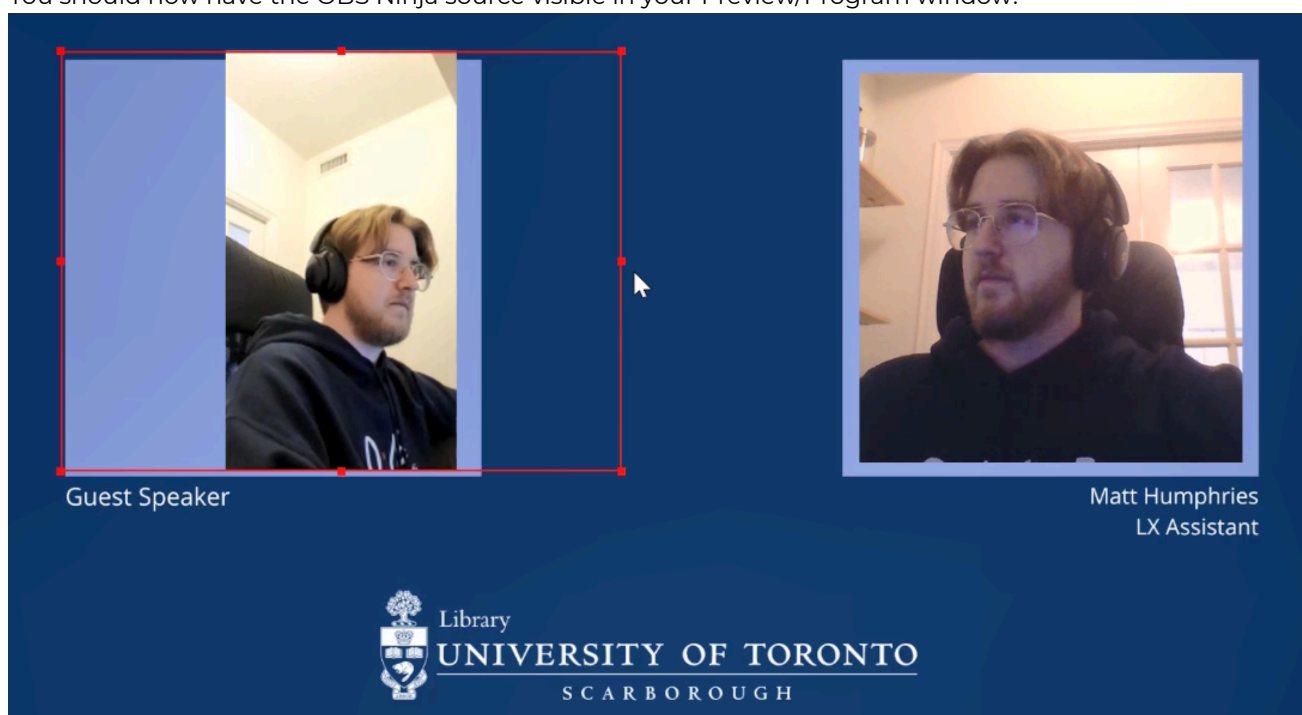 You should now have the OBS Ninja source visible in your Preview/Program window.
Guest Speaker
Matt Humphries
LX Assistant
Library
UNIVERSITY OF TORONTO
SCARBOROUGH